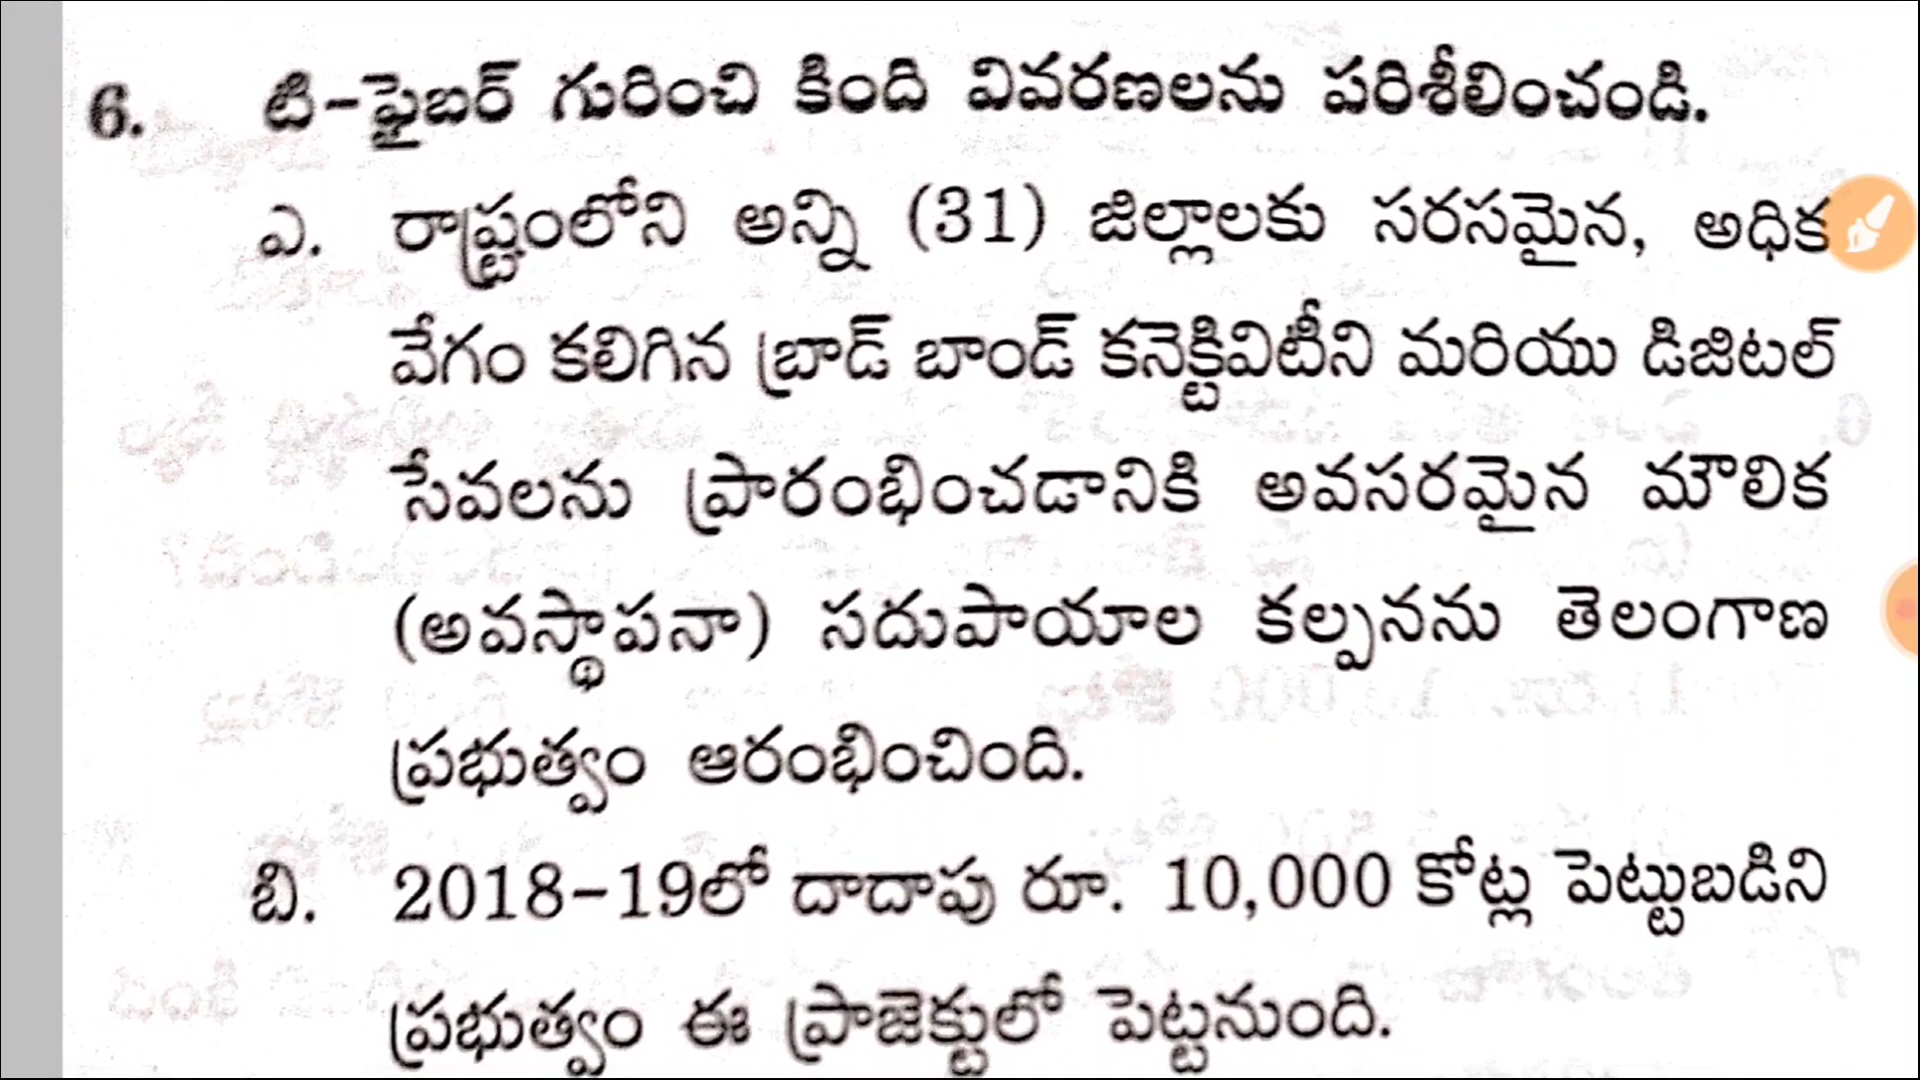 6. టి-ఫైబర్ గురించి కింది వివరణలను పరిశీలించండి.
ఎ. రాష్ట్రంలోని అన్ని (31) జిల్లాలకు సరసమైన, అధిక
వేగం కలిగిన బ్రాడ్ బాండ్ కనెక్టివిటీని మరియు డిజిటల్
సేవలను ప్రారంభించడానికి అవసరమైన మౌలిక
(అవస్థాపనా) సదుపాయాల కల్పనను తెలంగాణ
ప్రభుత్వం ఆరంభించింది.
బి. 2018-19లో దాదాపు రూ. 10,000 కోట్ల పెట్టుబడిని
ప్రభుత్వం ఈ ప్రాజెక్టులో పెట్టనుంది.